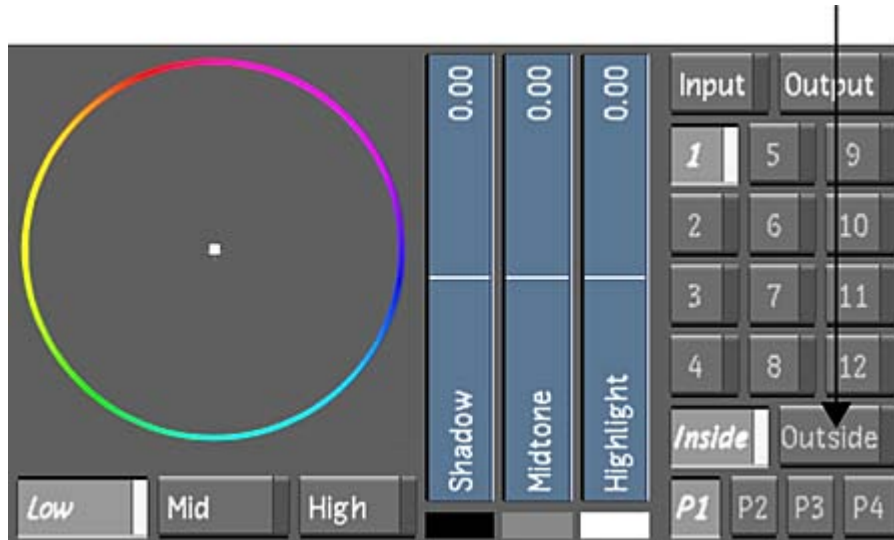 0.00
0.00
0.00
Shadow
Midtone
Highlight
Low
Mid
High
Input
Output
1
5
9
2
6
10
3
7
11
4
8
12
Inside
Outside
P1
P2
P3
P4